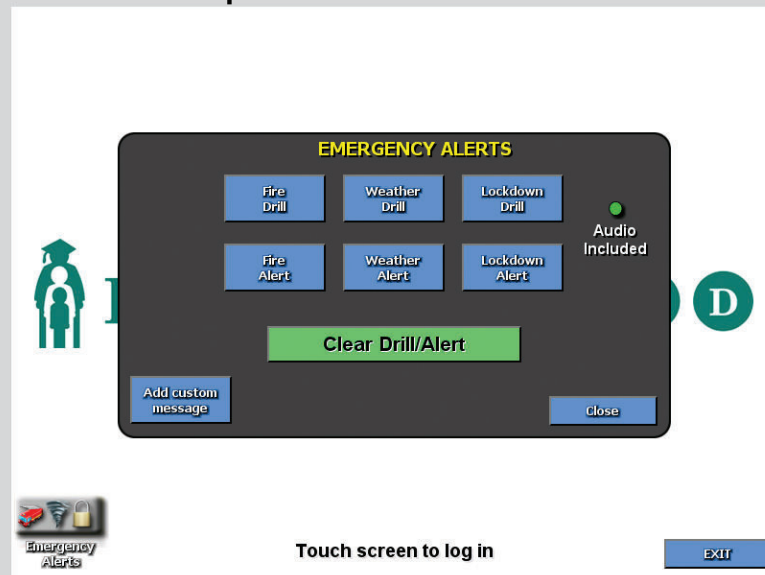 EMERGENCY ALERTS
Fire
Drill
Weather
Drill
Lockdown
Drill
Audio
Included
Fire
Alert
Weather
Alert
Lockdown
Alert
D
Clear Drill/Alert
Add custom
message
Close
Emergency
Alerts
Touch screen to log in
EXIT